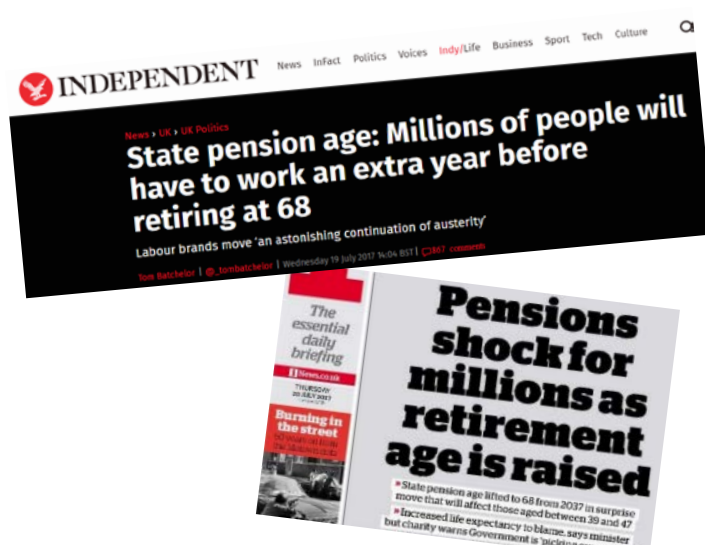 INDEPENDENT
News InFact Politics Voices Indy/Life Business Sport Tech Culture
News > UK > UK Politics
State pension age: Millions of people will
have to work an extra year before
retiring at 68
Labour brands move 'an astonishing continuation of austerity'
Tom Batchelor | @_tombatchelor | Wednesday 19 July 2017 14:04 BST | comments
The
essential
daily
briefing
iNews.co.uk
THURSDAY
20 JULY 2017
Burning in
the street
Pensions
shock for
millions as
retirement
age is raised
» State pension age lifted to 68 from 2037 in surprise
move that will affect those aged between 39 and 47
» Increased life expectancy to blame, says minister
but charity warns Government is 'picking